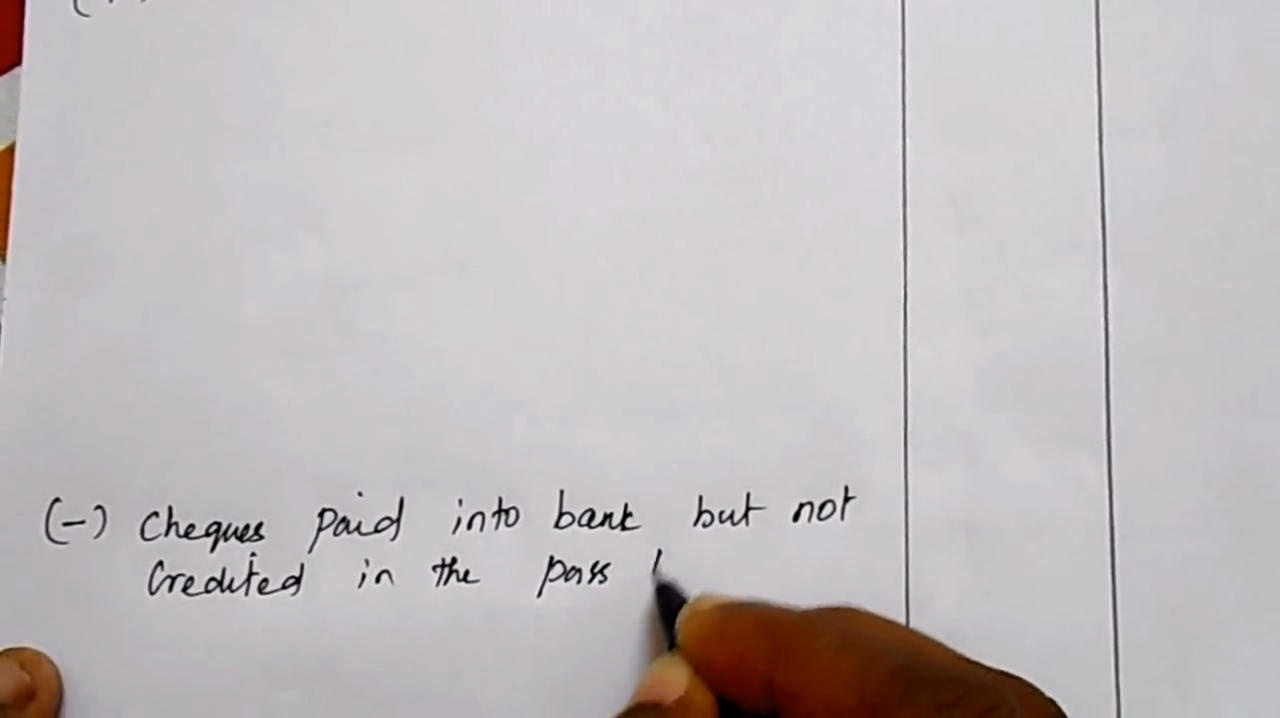 (-) Cheques paid into bank but not
Credited in the pass